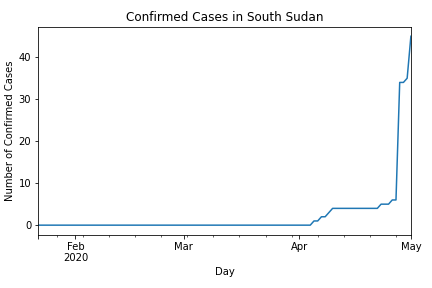 Confirmed Cases in South Sudan
Number of Confirmed Cases
40
30
20
10
0
Feb
2020
Mar
Apr
May
Day